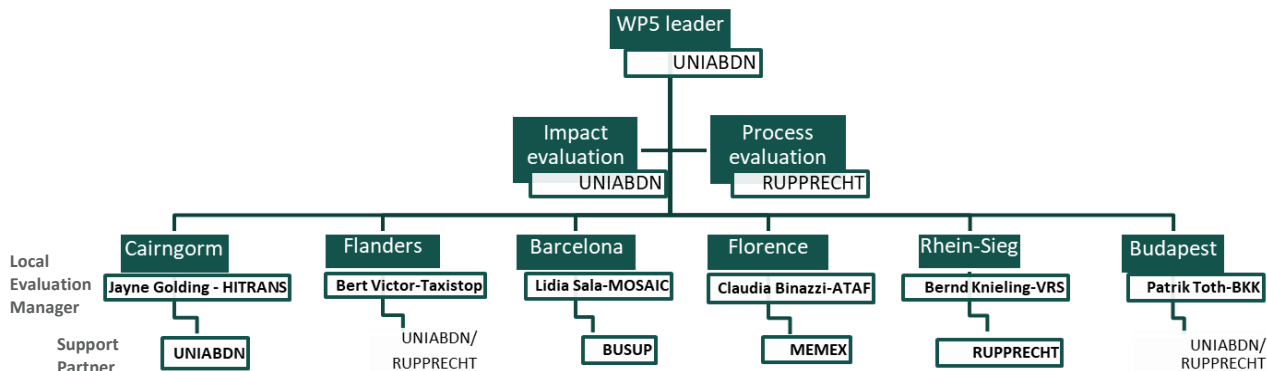 WP5 leader
UNIABDN
Impact
evaluation
UNIABDN
Process
evaluation
RUPPRECHT
Cairngorm
Flanders
Barcelona
Florence
Rhein-Sieg
Budapest
Local
Evaluation
Manager
Jayne Golding - HITRANS
Bert Victor-Taxistop
Lidia Sala-MOSAIC
Claudia Binazzi-ATAF
Bernd Knieling-VRS
Patrik Toth-BKK
Support
Partner
UNIABDN
UNIABDN/
RUPPRECHT
BUSUP
MEMEX
RUPPRECHT
UNIABDN/
RUPPRECHT